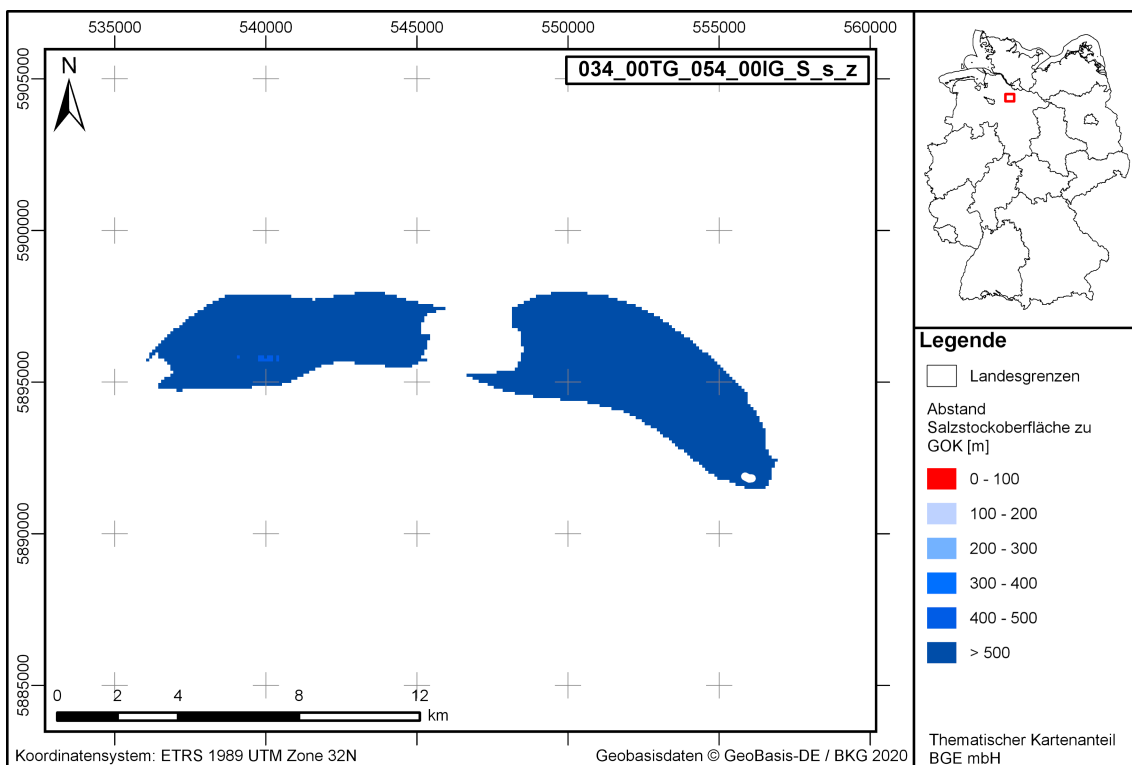 535000 540000 545000 550000 555000 560000
034_00TG_054_00IG_S_s_z
N
5905000
5900000
5895000
5890000
5885000
0 2 4 8 12
km
Koordinatensystem: ETRS 1989 UTM Zone 32N
Geobasisdaten © GeoBasis-DE / BKG 2020
Legende
Landesgrenzen
Abstand
Salzstockoberfläche zu
GOK [m]
0 - 100
100 - 200
200 - 300
300 - 400
400 - 500
> 500
Thematischer Kartenanteil
BGE mbH